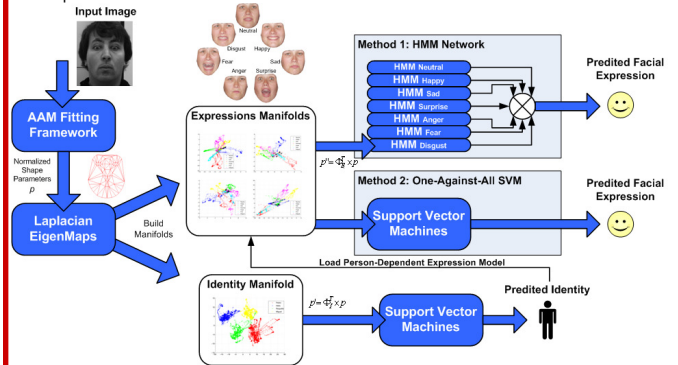 Input Image
AAM Fitting
Framework
Normalized
Shape
Parameters
p
Laplacian
EigenMaps
Build
Manifolds
Neutral
Disgust
Happy
Fear
Sad
Anger
Surprise
Expressions Manifolds
Method 1: HMM Network
HMM Neutral
HMM Happy
HMM Sad
HMM Surprise
HMM Anger
HMM Fear
HMM Disgust
Predited Facial
Expression
Method 2: One-Against-All SVM
Support Vector
Machines
Predited Facial
Expression
Load Person-Dependent Expression Model
Identity Manifold
Support Vector
Machines
Predited Identity